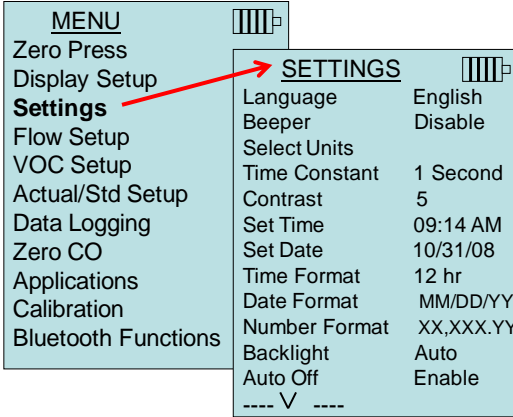 MENU
Zero Press
Display Setup
Settings
Flow Setup
VOC Setup
Actual/Std Setup
Data Logging
Zero CO
Applications
Calibration
Bluetooth Functions
SETTINGS
Language English
Beeper Disable
Select Units
Time Constant 1 Second
Contrast 5
Set Time 09:14 AM
Set Date 10/31/08
Time Format 12 hr
Date Format MM/DD/YY
Number Format XX,XXX.YY
Backlight Auto
Auto Off Enable
---- V ----